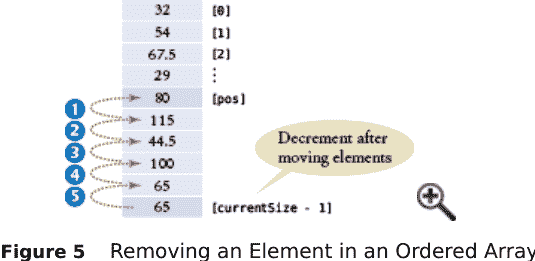 32 [0]
54 [1]
67.5 [2]
29 ⋮
80 [pos]
1
115
2
44.5
3
100
4
65
5
65 [currentSize - 1]
Decrement after
moving elements
Figure 5 Removing an Element in an Ordered Array